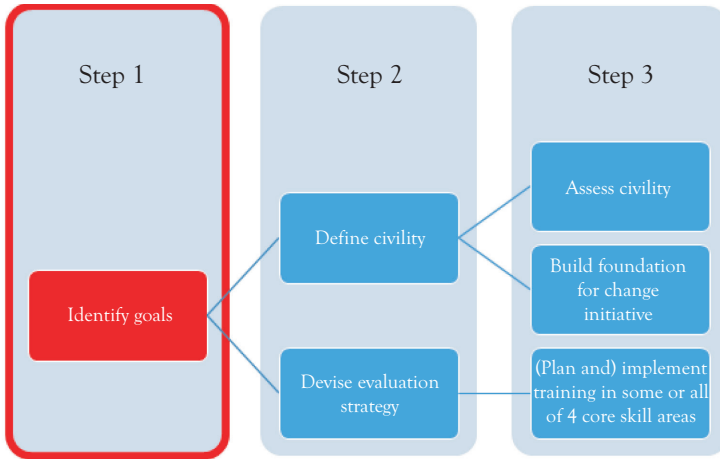 Step 1
Identify goals
Step 2
Define civility
Devise evaluation
strategy
Step 3
Assess civility
Build foundation
for change
initiative
(Plan and) implement
training in some or all
of 4 core skill areas